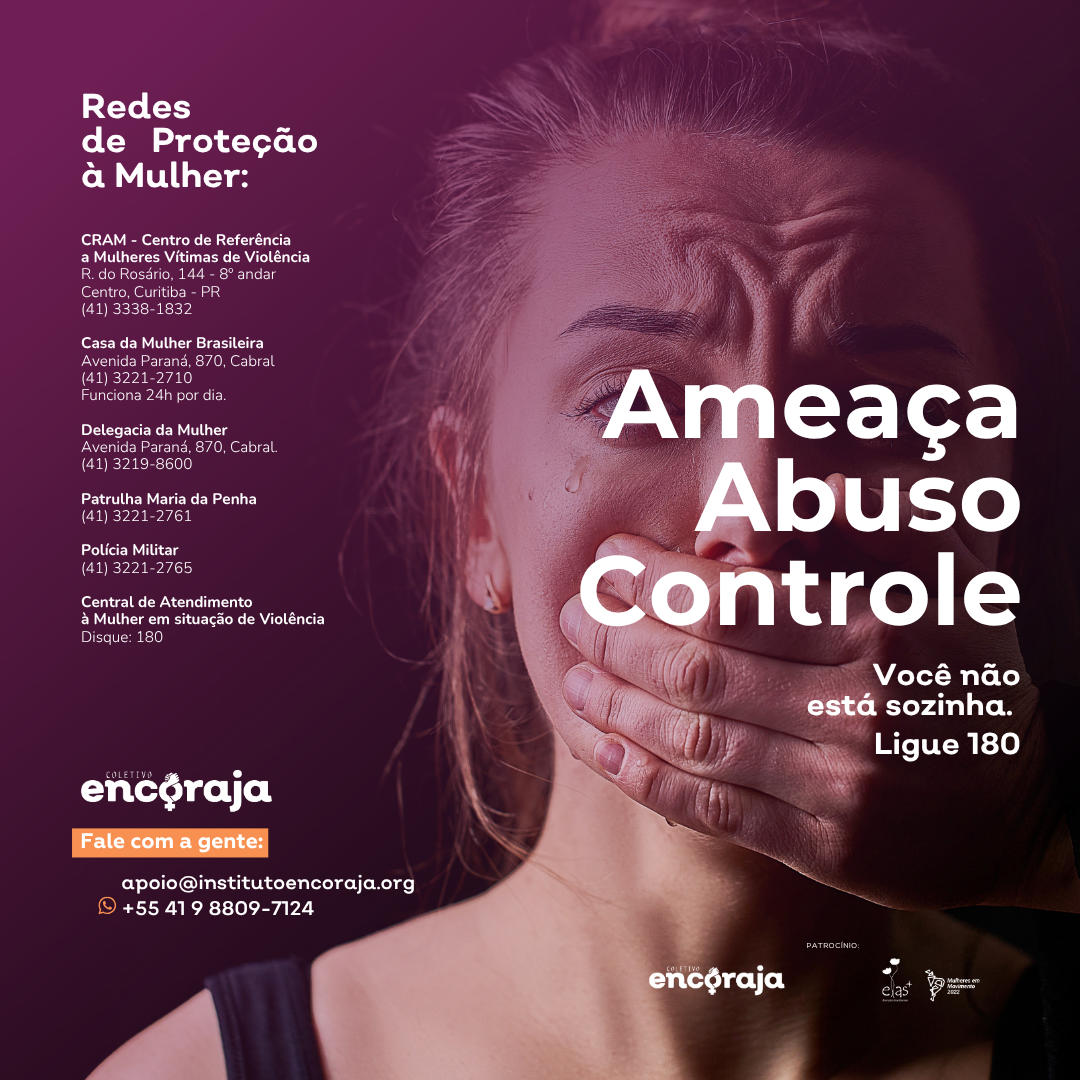 Redes
de Proteção
à Mulher:
CRAM - Centro de Referência
a Mulheres Vítimas de Violência
R. do Rosário, 144 - 8º andar
Centro, Curitiba - PR
(41) 3338-1832
Casa da Mulher Brasileira
Avenida Paraná, 870, Cabral
(41) 3221-2710
Funciona 24h por dia.
Delegacia da Mulher
Avenida Paraná, 870, Cabral.
(41) 3219-8600
Patrulha Maria da Penha
(41) 3221-2761
Polícia Militar
(41) 3221-2765
Central de Atendimento
à Mulher em situação de Violência
Disque: 180
COLETIVO
encoraja
Fale com a gente:
apoio@institutoencoraja.org
+55 41 9 8809-7124
Ameaça
Abuso
Controle
Você não
está sozinha.
Ligue 180
PATROCÍNIO:
COLETIVO
encoraja
elas+
Mulheres em
Movimento
2022